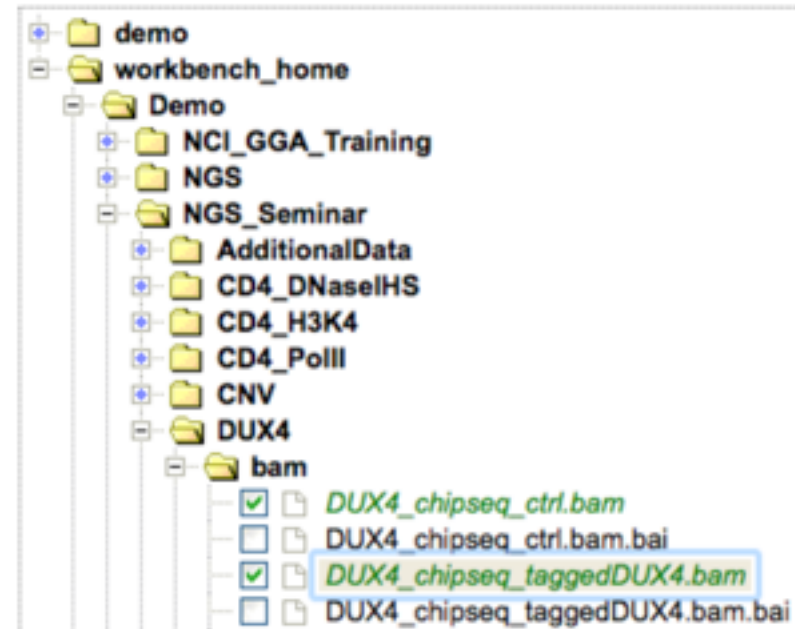 demo
workbench_home
Demo
NCI_GGA_Training
NGS
NGS_Seminar
AdditionalData
CD4_DNaseIHS
CD4_H3K4
CD4_PolII
CNV
DUX4
bam
DUX4_chipseq_ctrl.bam
DUX4_chipseq_ctrl.bam.bai
DUX4_chipseq_taggedDUX4.bam
DUX4_chipseq_taggedDUX4.bam.bai